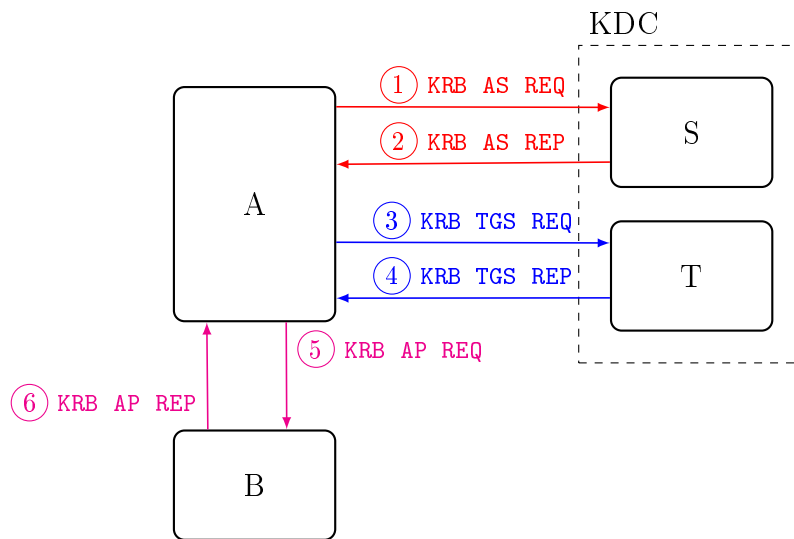 KDC
1 KRB AS REQ
2 KRB AS REP
S
A
3 KRB TGS REQ
4 KRB TGS REP
T
5 KRB AP REQ
6 KRB AP REP
B